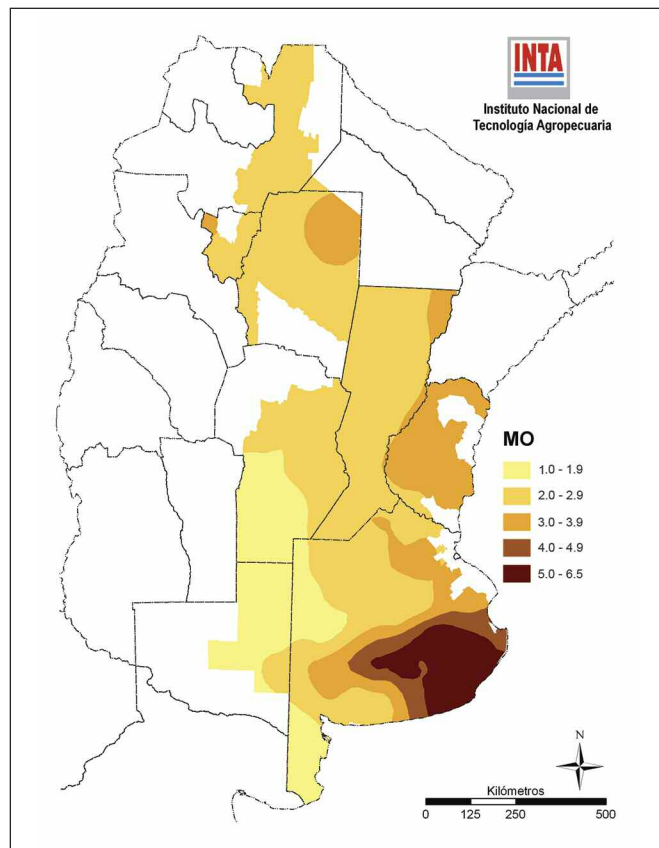 INTA
Instituto Nacional de
Tecnología Agropecuaria
MO
1.0 - 1.9
2.0 - 2.9
3.0 - 3.9
4.0 - 4.9
5.0 - 6.5
N
Kilómetros
0 125 250 500